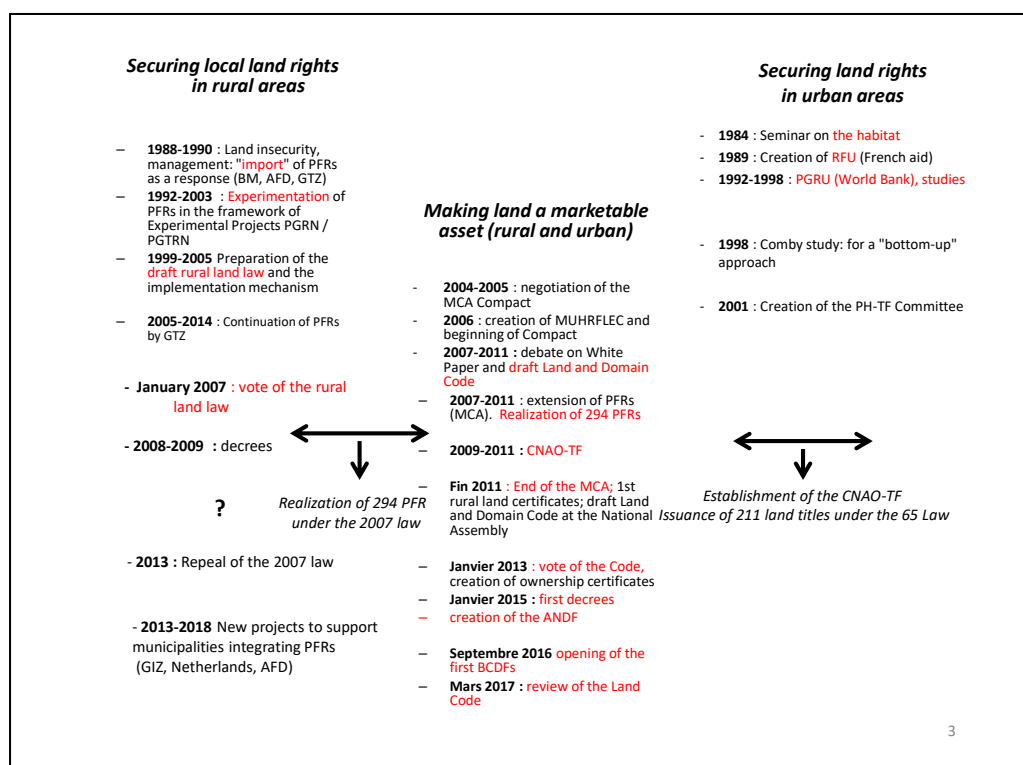 Securing local land rights
in rural areas
– 1988-1990 : Land insecurity,
management: "import" of PFRs
as a response (BM, AFD, GTZ)
– 1992-2003 : Experimentation of
PFRs in the framework of
Experimental Projects PGRN /
PGTRN
– 1999-2005 Preparation of the
draft rural land law and the
implementation mechanism
– 2005-2014 : Continuation of PFRs
by GTZ
- January 2007 : vote of the rural
land law
- 2008-2009 : decrees
?
Realization of 294 PFR
under the 2007 law
- 2013 : Repeal of the 2007 law
- 2013-2018 New projects to support
municipalities integrating PFRs
(GIZ, Netherlands, AFD)
Making land a marketable
asset (rural and urban)
- 2004-2005 : negotiation of the
MCA Compact
- 2006 : creation of MUHRFLEC and
beginning of Compact
- 2007-2011 : debate on White
Paper and draft Land and Domain
Code
– 2007-2011 : extension of PFRs
(MCA). Realization of 294 PFRs
– 2009-2011 : CNAO-TF
– Fin 2011 : End of the MCA; 1st
rural land certificates; draft Land
and Domain Code at the National
Assembly
– Janvier 2013 : vote of the Code,
creation of ownership certificates
– Janvier 2015 : first decrees
– creation of the ANDF
– Septembre 2016 opening of the
first BCDFs
– Mars 2017 : review of the Land
Code
Securing land rights
in urban areas
- 1984 : Seminar on the habitat
- 1989 : Creation of RFU (French aid)
- 1992-1998 : PGRU (World Bank), studies
- 1998 : Comby study: for a "bottom-up"
approach
- 2001 : Creation of the PH-TF Committee
Establishment of the CNAO-TF
Issuance of 211 land titles under the 65 Law
3